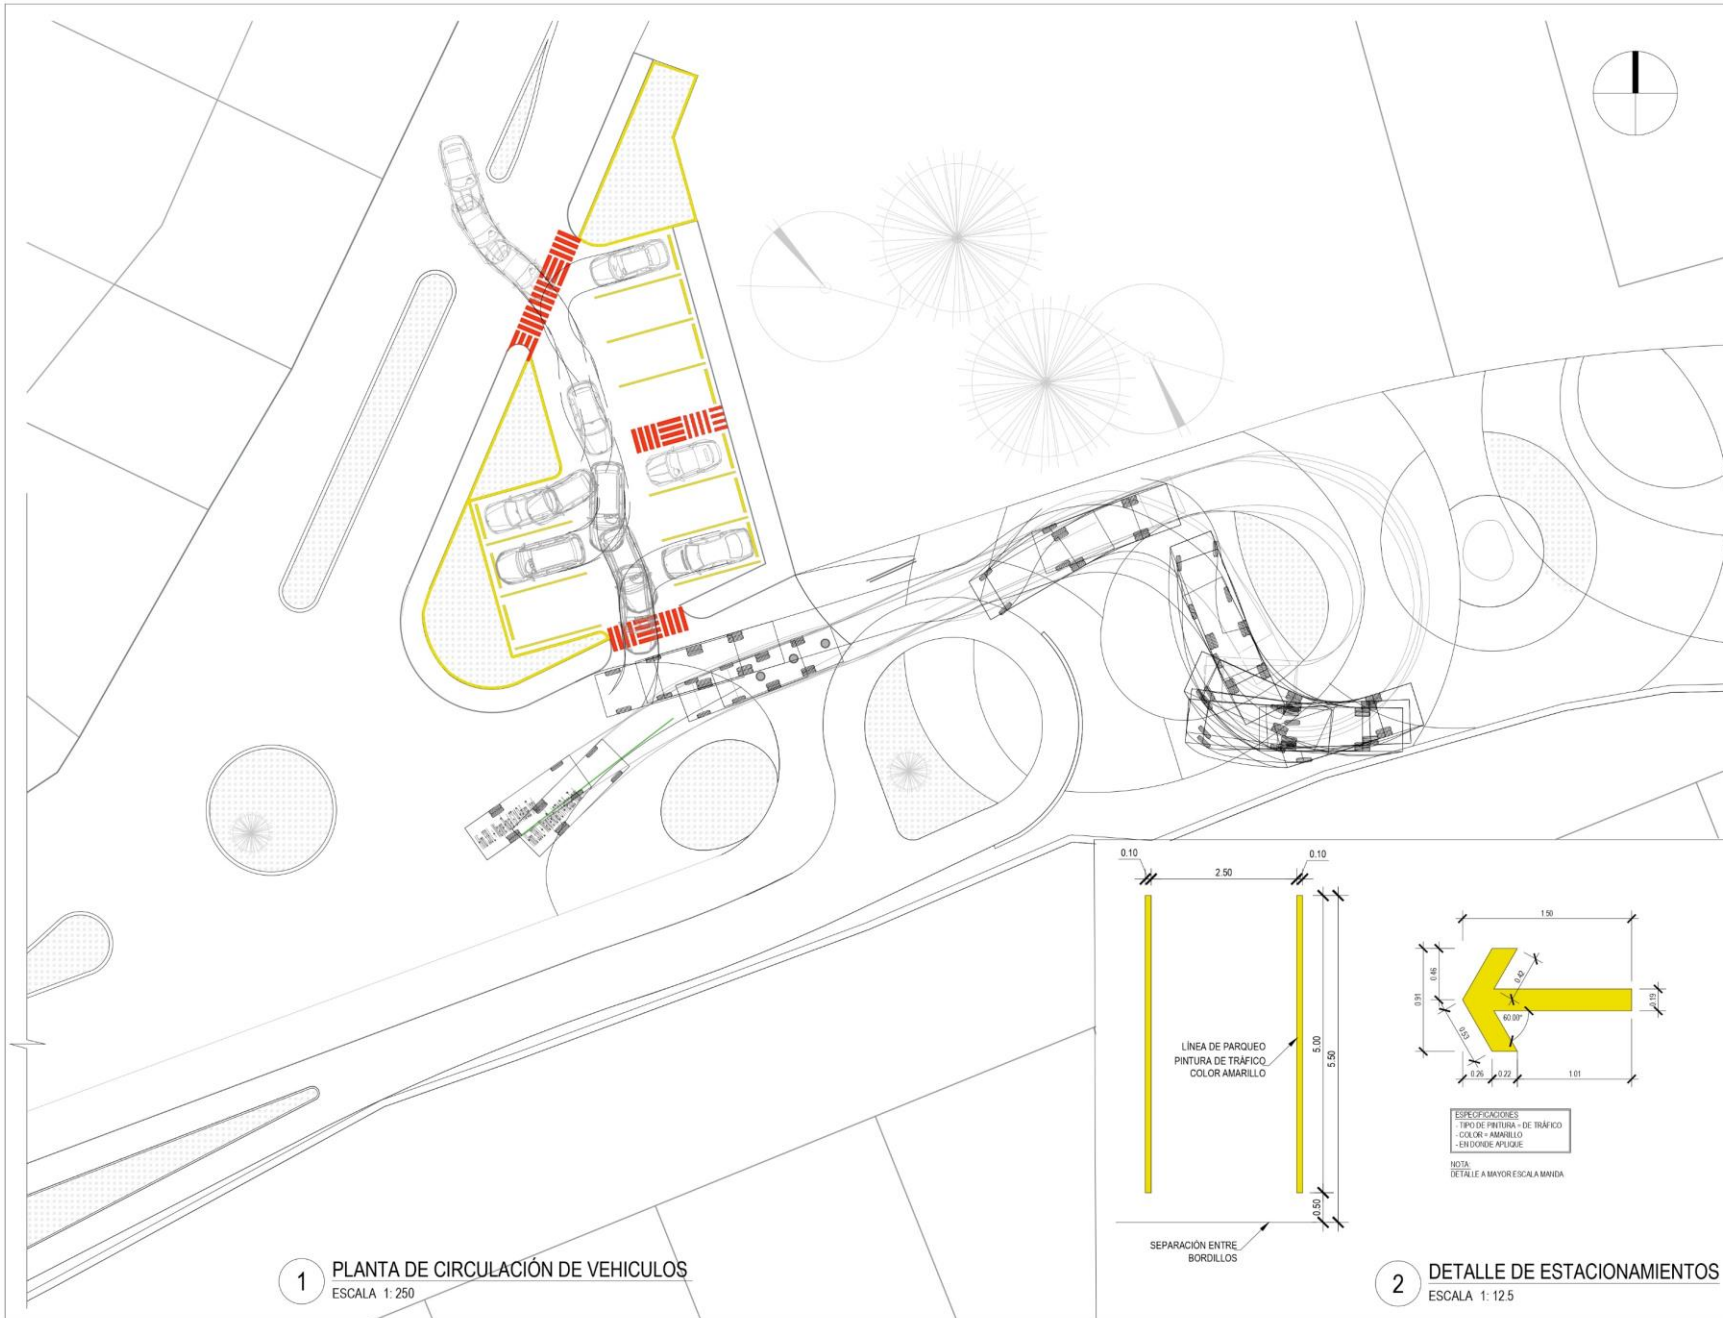 0.10
0.10
2.50
5.00
5.50
0.50
LÍNEA DE PARQUEO
PINTURA DE TRÁFICO
COLOR AMARILLO
SEPARACIÓN ENTRE
BORDILLOS
1.50
0.46
0.91
0.42
0.19
60.00°
0.53
0.26
0.22
1.01
ESPECIFICACIONES
- TIPO DE PINTURA = DE TRÁFICO
- COLOR = AMARILLO
- EN DONDE APLIQUE
NOTA:
DETALLE A MAYOR ESCALA MANDA
1
PLANTA DE CIRCULACIÓN DE VEHICULOS
ESCALA 1: 250
2
DETALLE DE ESTACIONAMIENTOS
ESCALA 1: 12.5